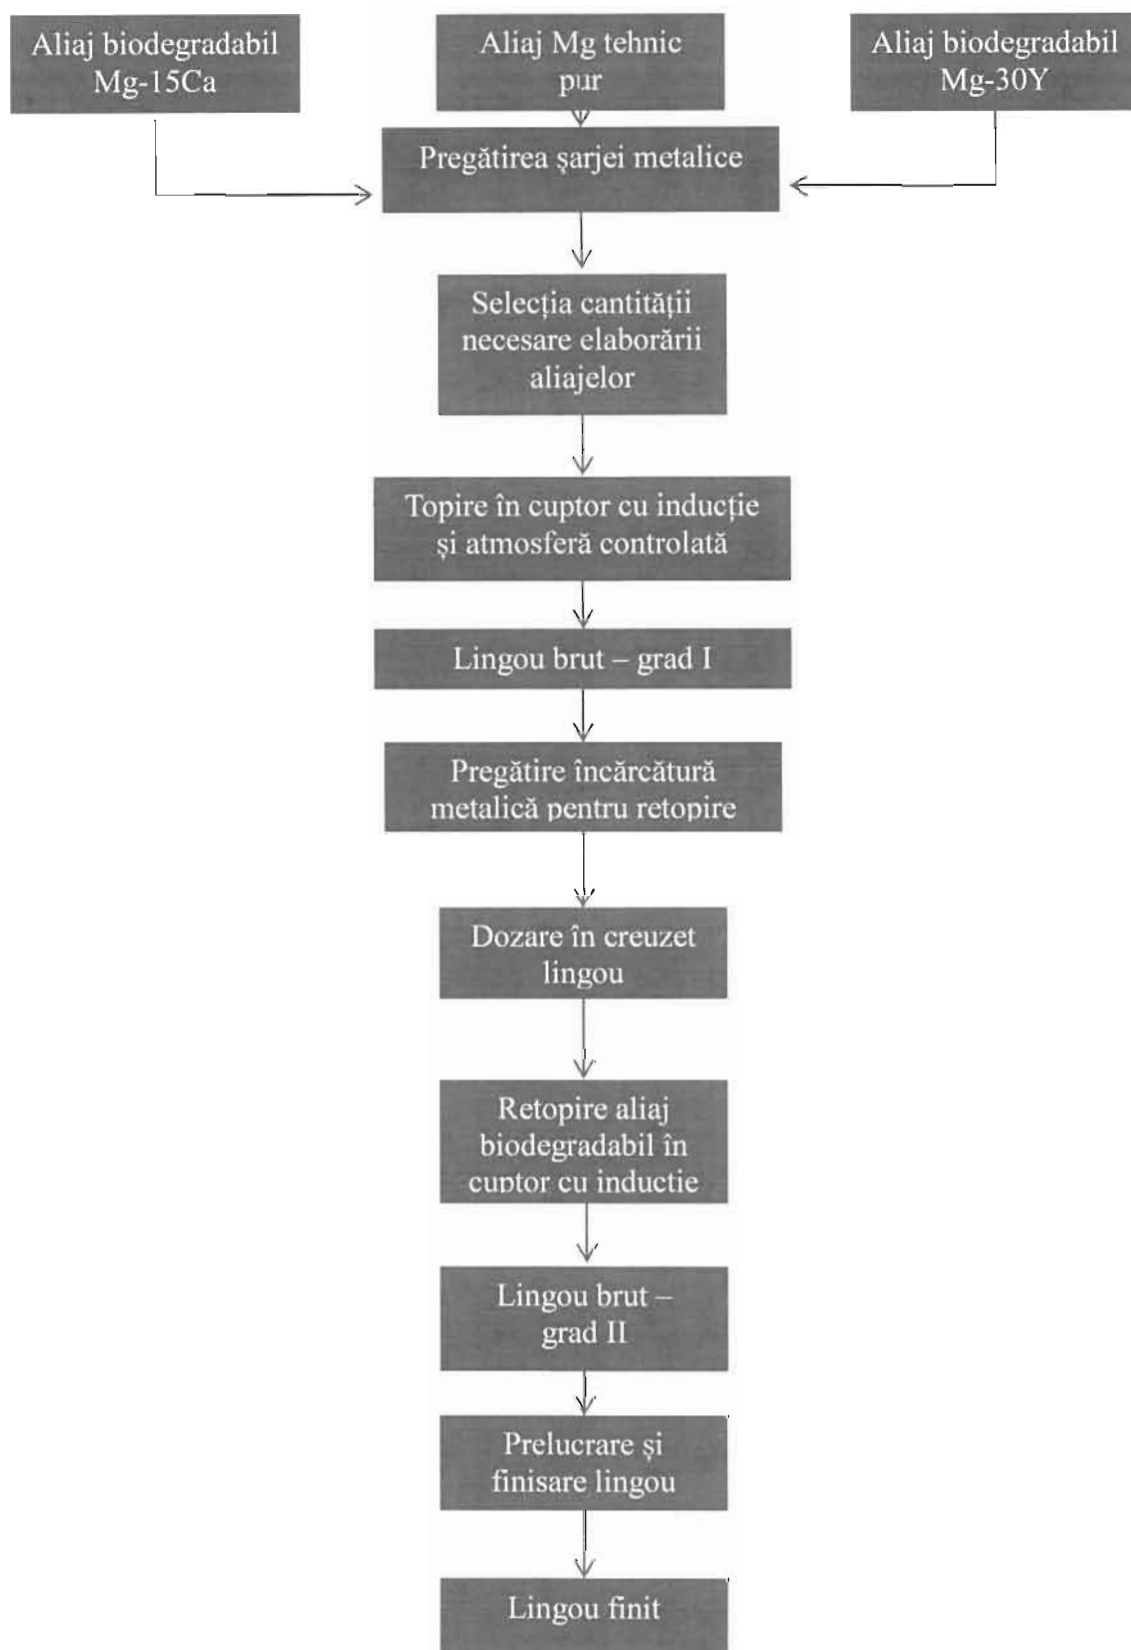 Aliaj biodegradabil
Mg-15Ca
Aliaj Mg tehnic
pur
Aliaj biodegradabil
Mg-30Y
Pregătirea șarjei metalice
Selecția cantității
necesare elaborării
aliajelor
Topire în cuptor cu inducție
și atmosferă controlată
Lingou brut – grad I
Pregătire încărcătură
metalică pentru retopire
Dozare în creuzet
lingou
Retopire aliaj
biodegradabil în
cuptor cu inducție
Lingou brut –
grad II
Prelucrare și
finisare lingou
Lingou finit